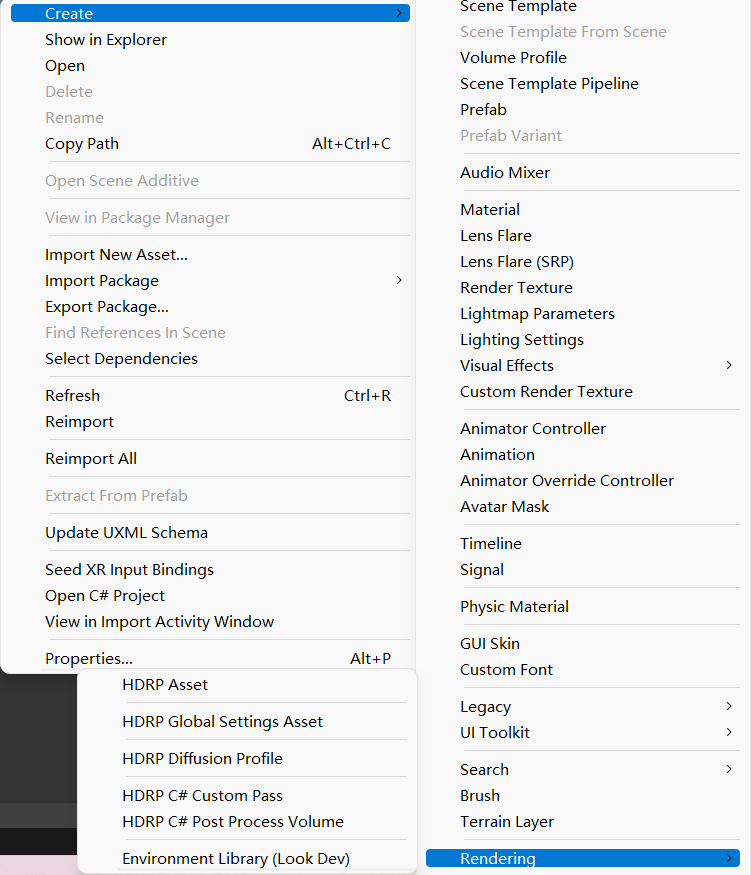 Create
Show in Explorer
Open
Delete
Rename
Copy Path Alt+Ctrl+C
Open Scene Additive
View in Package Manager
Import New Asset...
Import Package
Export Package...
Find References In Scene
Select Dependencies
Refresh Ctrl+R
Reimport
Reimport All
Extract From Prefab
Update UXML Schema
Seed XR Input Bindings
Open C# Project
View in Import Activity Window
Properties... Alt+P
Scene Template
Scene Template From Scene
Volume Profile
Scene Template Pipeline
Prefab
Prefab Variant
Audio Mixer
Material
Lens Flare
Lens Flare (SRP)
Render Texture
Lightmap Parameters
Lighting Settings
Visual Effects
Custom Render Texture
Animator Controller
Animation
Animator Override Controller
Avatar Mask
Timeline
Signal
Physic Material
GUI Skin
Custom Font
Legacy
UI Toolkit
Search
Brush
Terrain Layer
Rendering
HDRP Asset
HDRP Global Settings Asset
HDRP Diffusion Profile
HDRP C# Custom Pass
HDRP C# Post Process Volume
Environment Library (Look Dev)